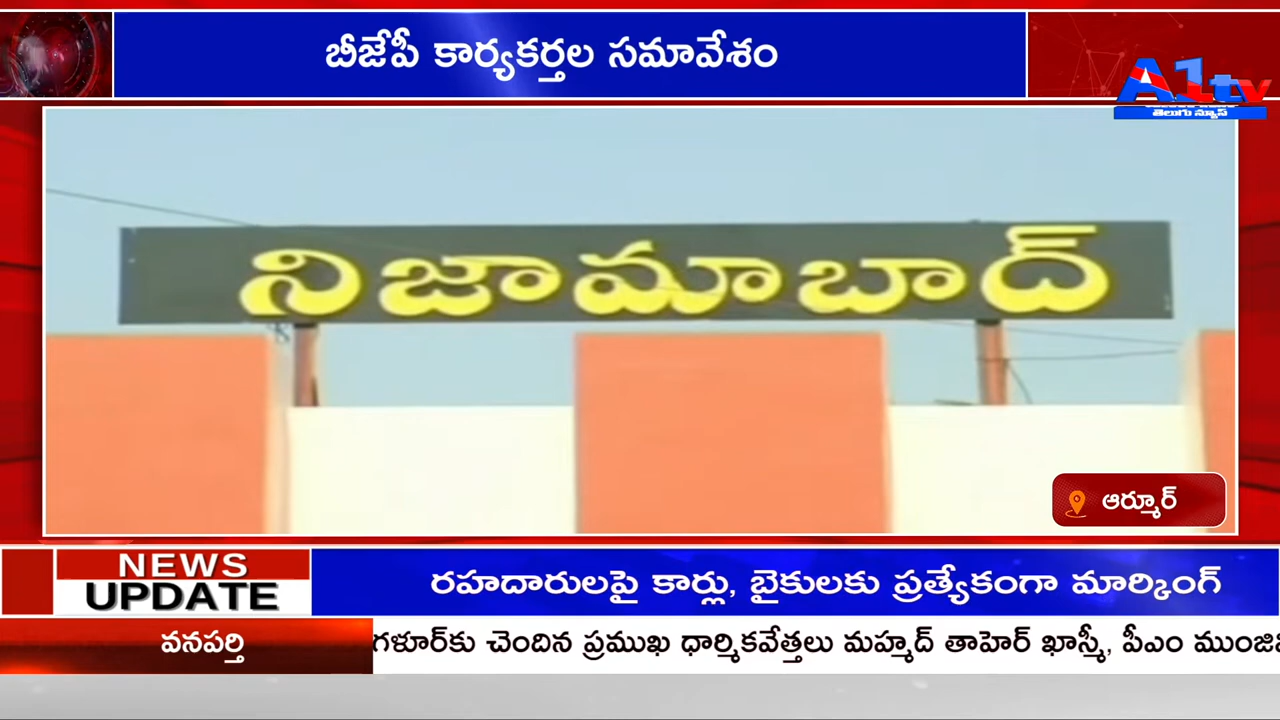 బీజేపీ కార్యకర్తల సమావేశం
A1tv
తెలుగు న్యూస్
నిజామాబాద్
ఆర్మూర్
NEWS
UPDATE
రహదారులపై కార్లు, బైకులకు ప్రత్యేకంగా మార్కింగ్
వనపర్తి
గళూర్‌కు చెందిన ప్రముఖ ధార్మికవేత్తలు మహ్మద్ తాహెర్ ఖాస్మీ, పీఎం